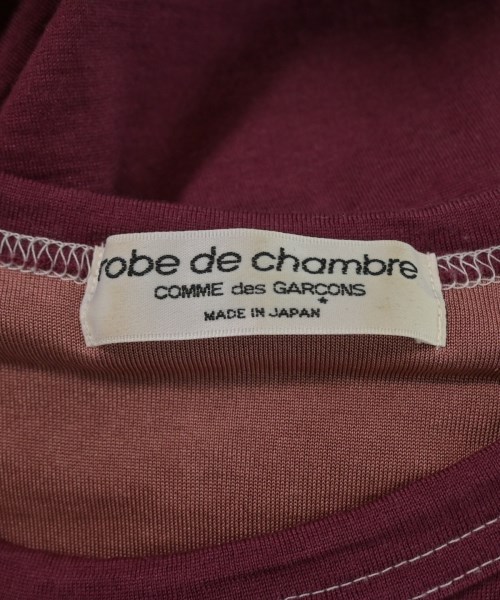 robe de chambre
COMME des GARÇONS
MADE IN JAPAN